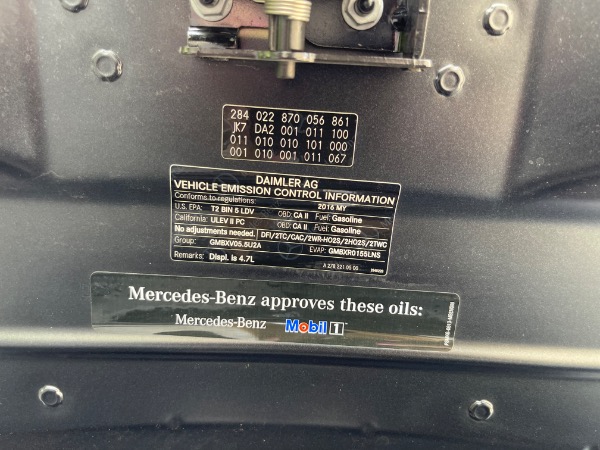 284 022 870 056 861
JK7 DA2 001 011 100
011 010 010 101 000
001 010 001 011 067
DAIMLER AG
VEHICLE EMISSION CONTROL INFORMATION
Conforms to regulations: 2016 MY
U.S. EPA: T2 BIN 5 LDV OBD: CA II Fuel: Gasoline
California: ULEV II PC OBD: CA II Fuel: Gasoline
No adjustments needed. DFI/2TC/CAC/2WR-HO2S/2HO2S/2TWC
Group: GMBXV05.5U2A EVAP: GMBXR0155LNS
Remarks: Displ. is 4.7L A 278 221 05 00
Mercedes-Benz approves these oils:
Mercedes-Benz Mobil 1